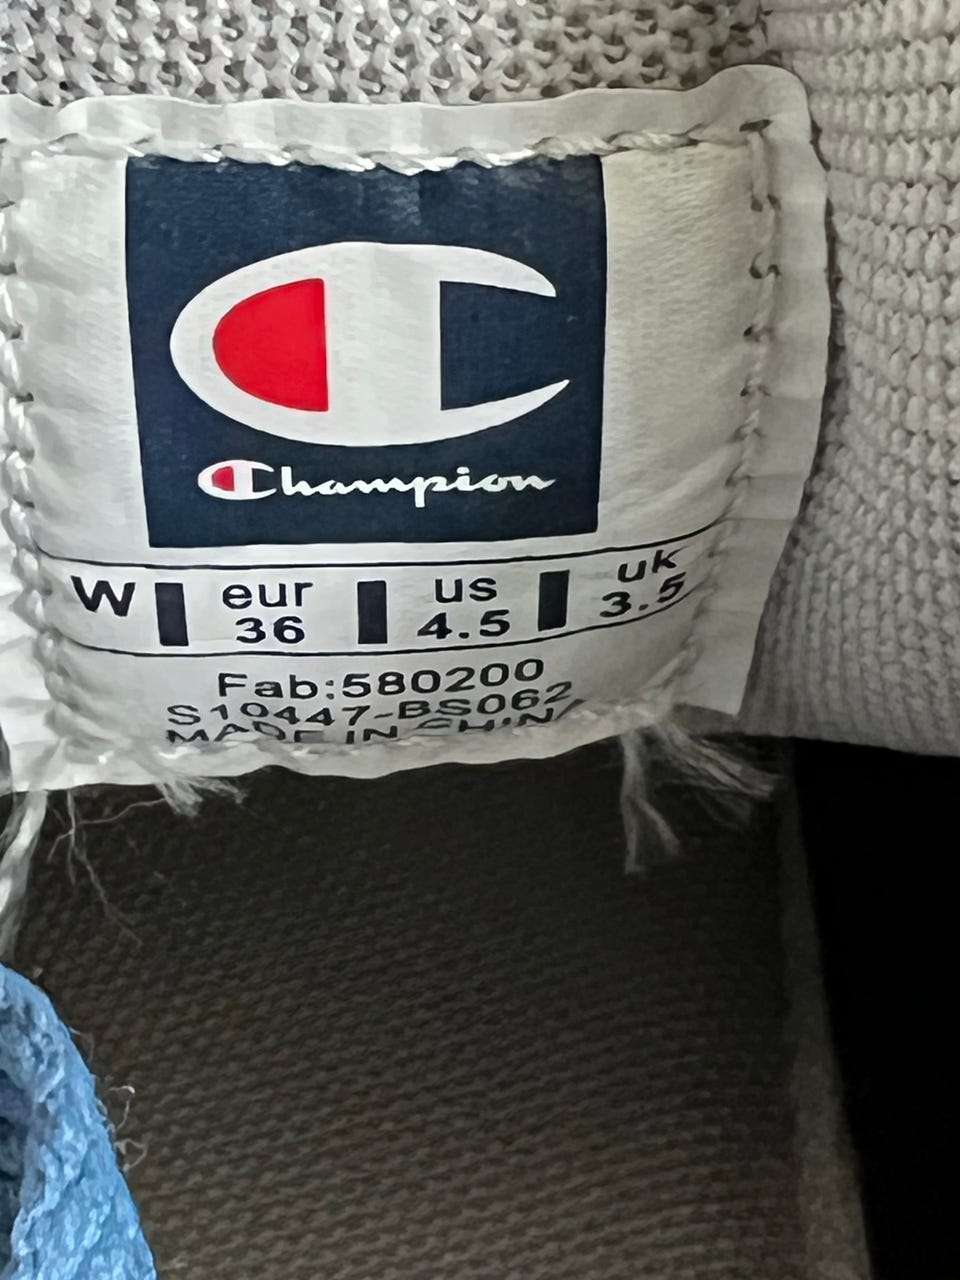 Champion
W eur us uk
36 4.5 3.5
Fab:580200
S10447-BS062
MADE IN CHINA